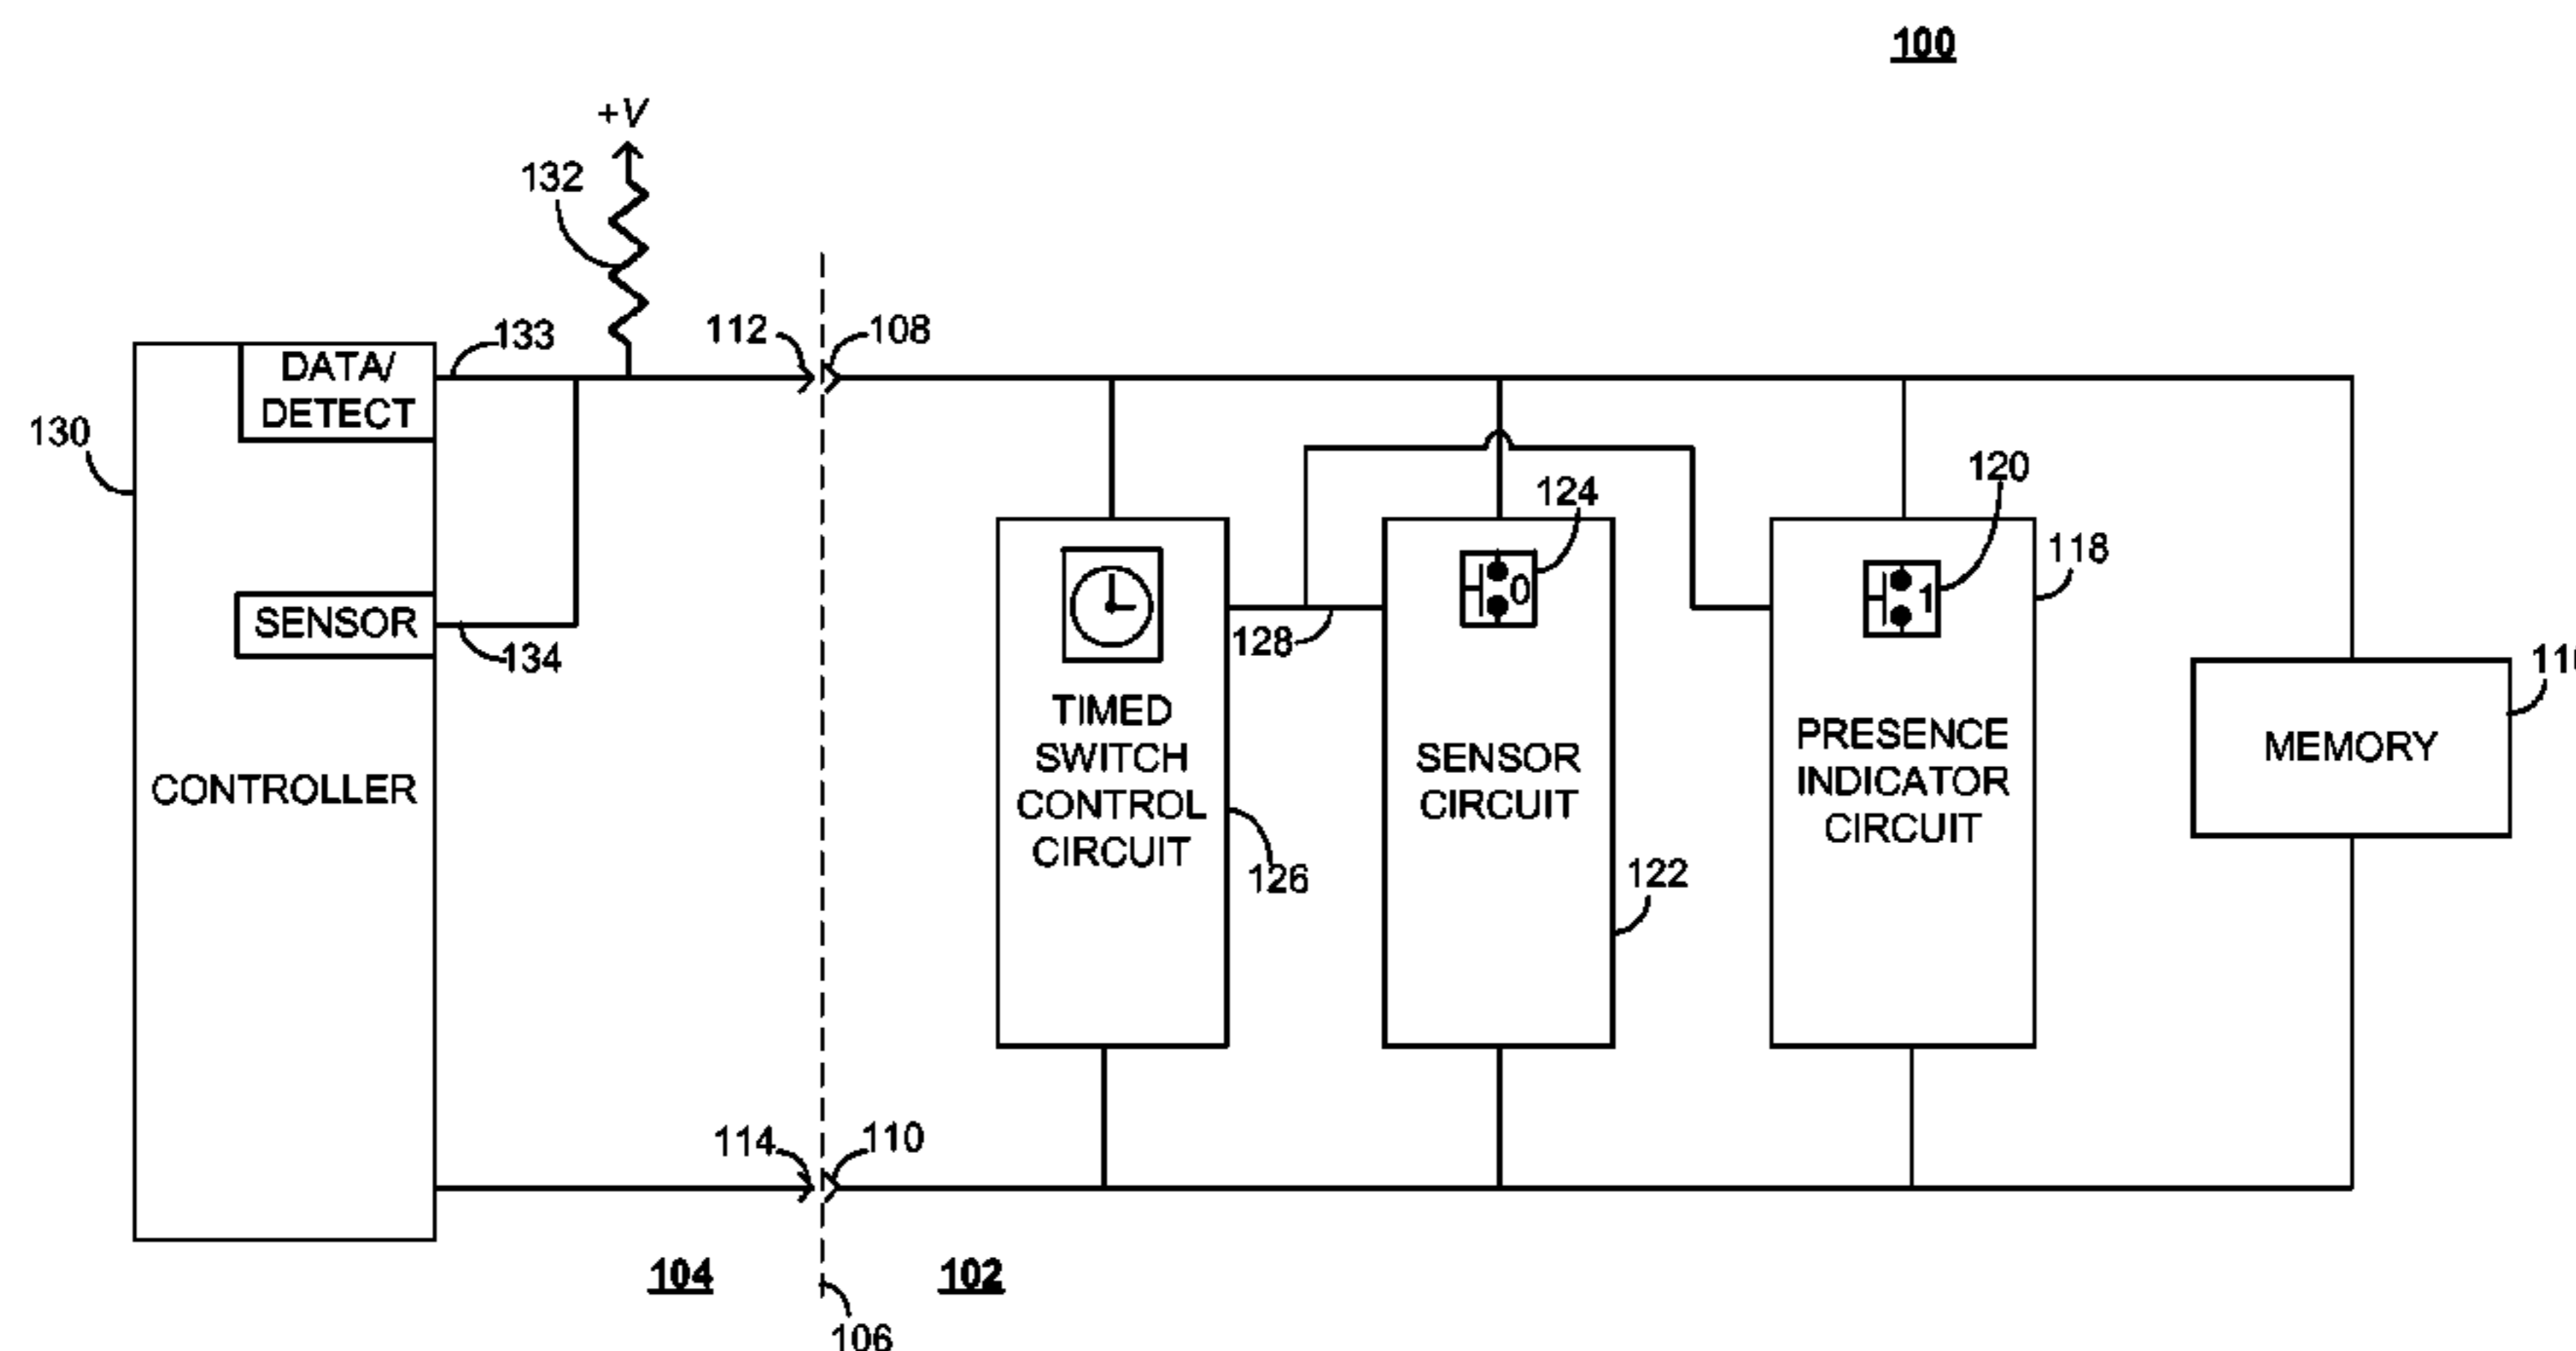 100
+V
132
112
108
133
DATA/
DETECT
130
120
124
118
SENSOR
134
128
0
1
TIMED
SWITCH
CONTROL
CIRCUIT
SENSOR
CIRCUIT
PRESENCE
INDICATOR
CIRCUIT
MEMORY
CONTROLLER
126
122
114
110
104
102
106